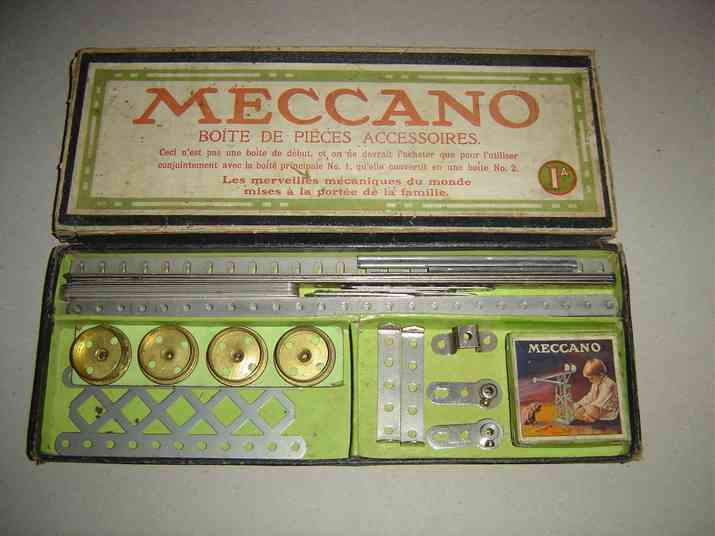 MECCANO
BOITE DE PIÈCES ACCESSOIRES.
Ceci n'est pas une boite de début, et on ne devrait l'acheter que pour l'utiliser
conjointement avec la boîte principale No. 1, qu'elle convertit en une boîte No. 2.
Les merveilles mécaniques du monde
mises à la portée de la famille.
1A
MECCANO